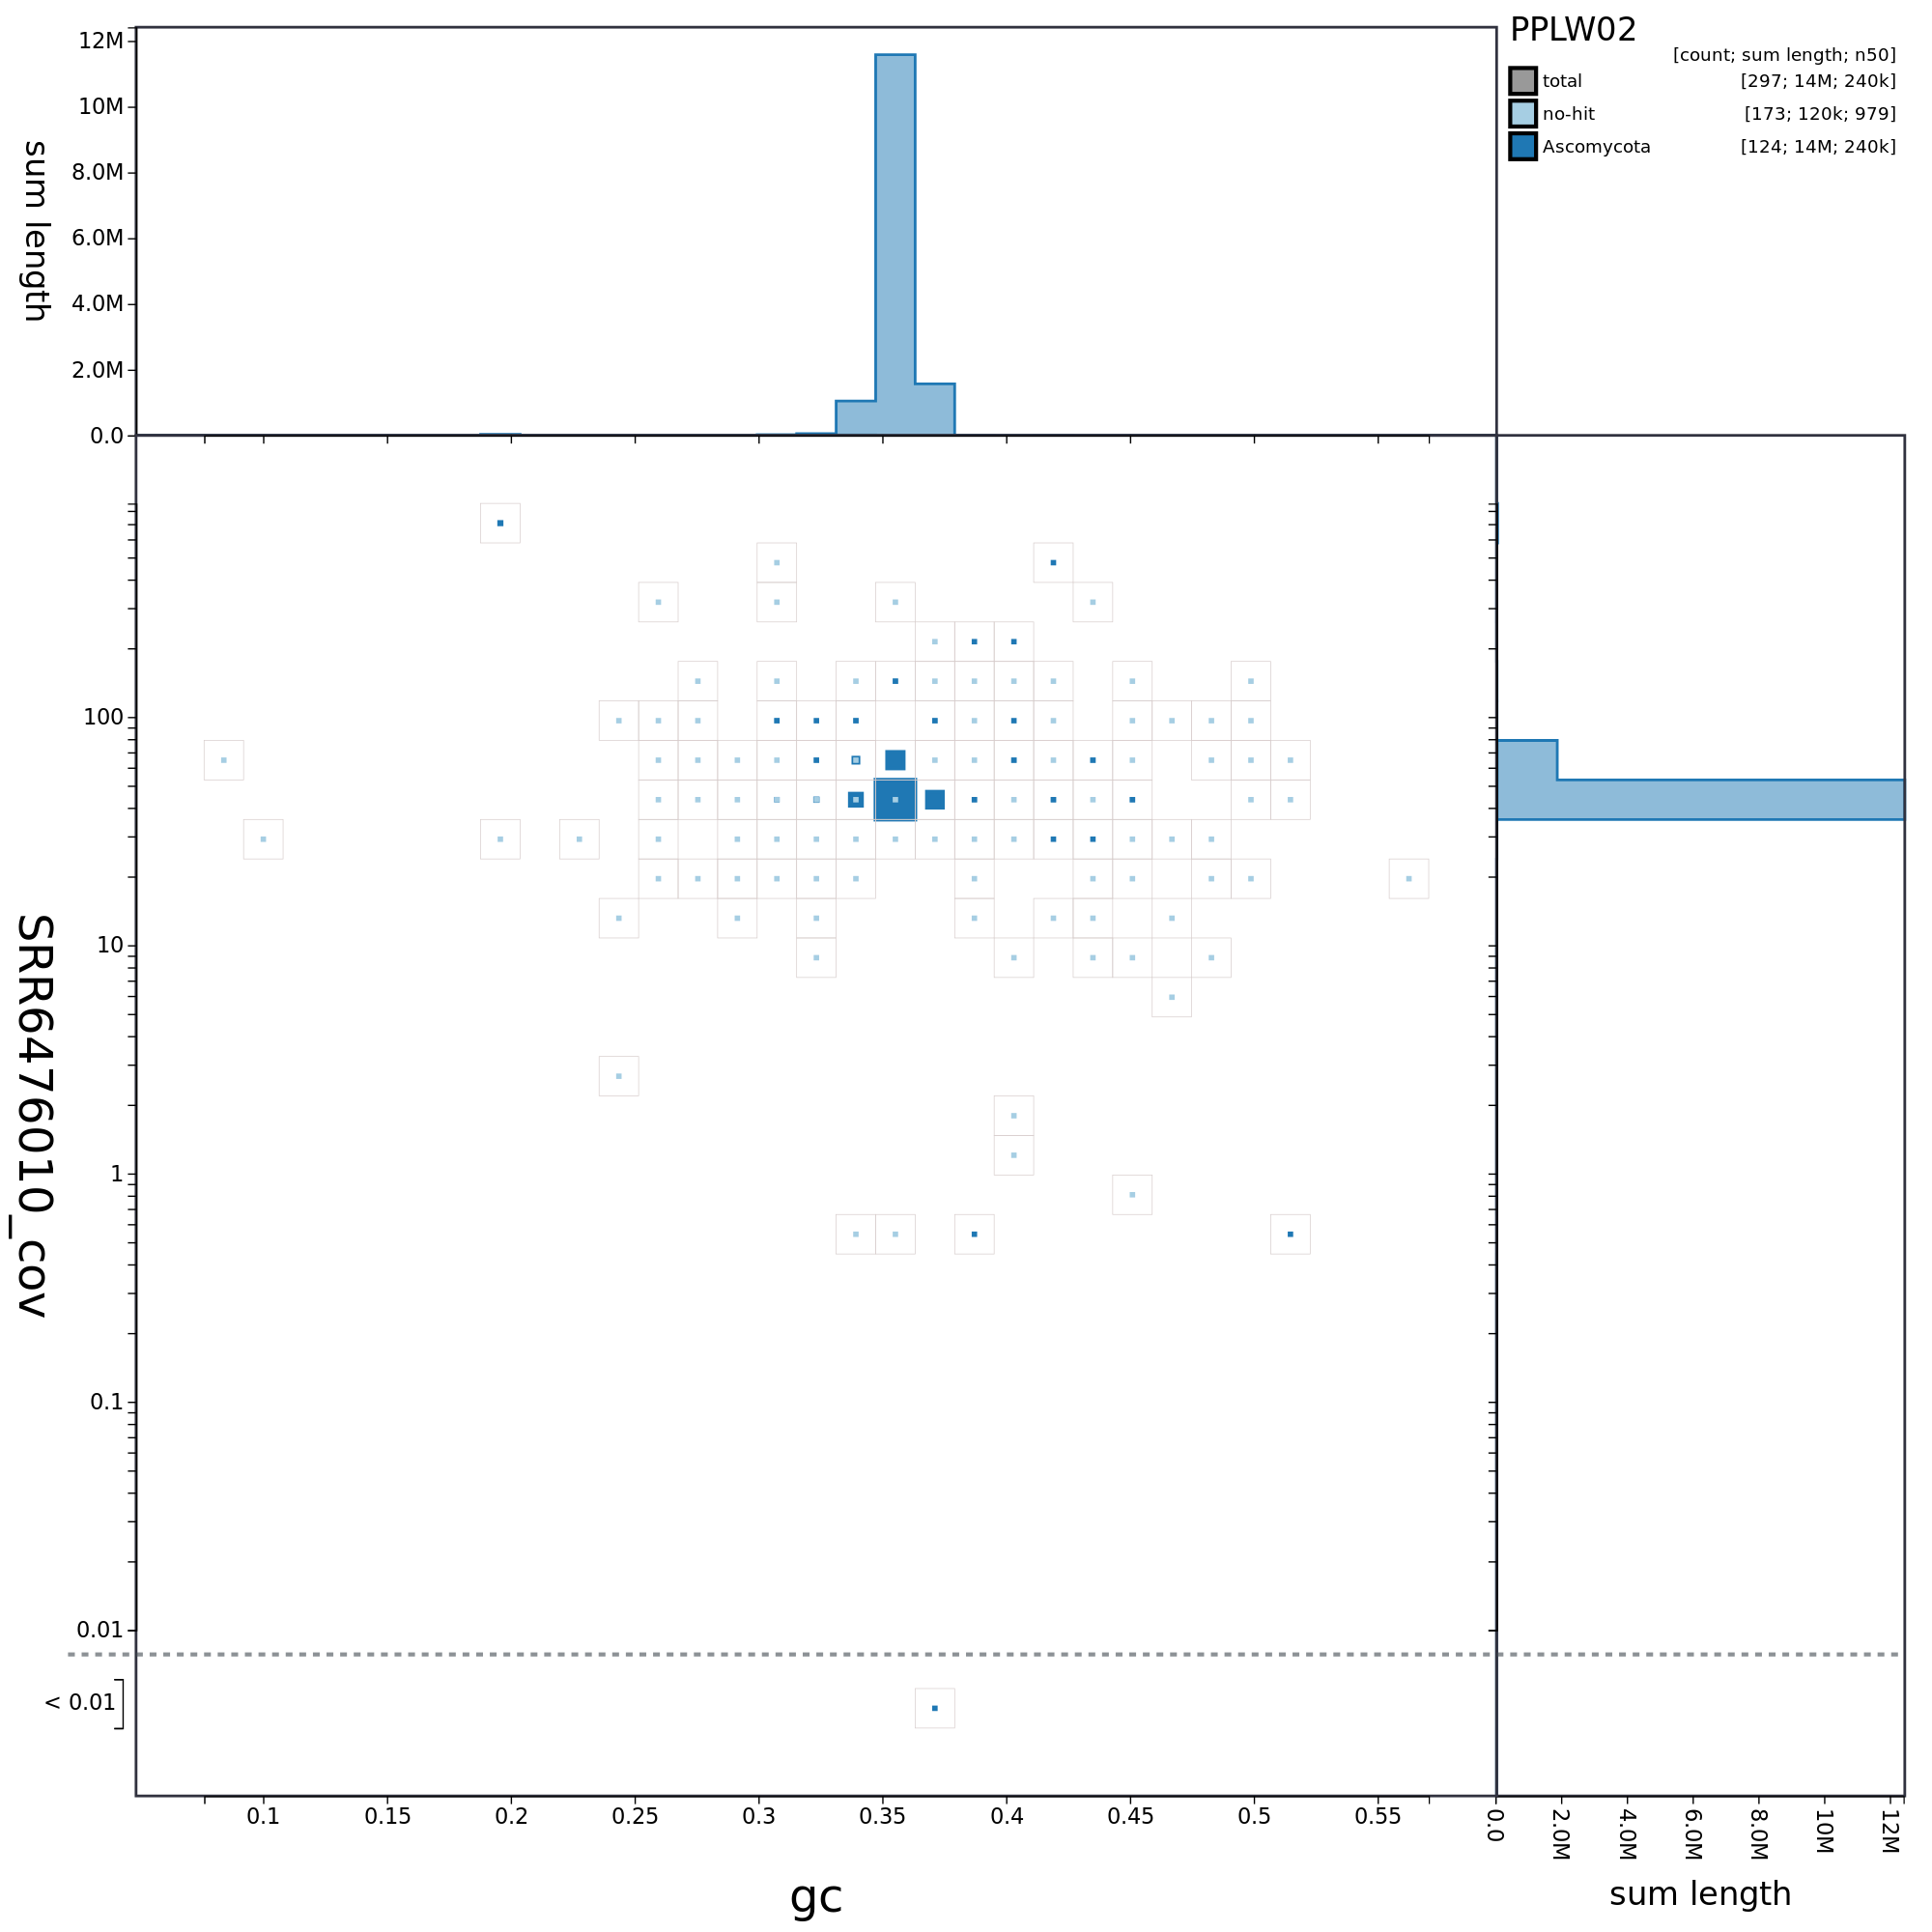 PPLW02
[count; sum length; n50]
total [297; 14M; 240k]
no-hit [173; 120k; 979]
Ascomycota [124; 14M; 240k]
sum length
12M
10M
8.0M
6.0M
4.0M
2.0M
0.0
SRR6476010_cov
100
10
1
0.1
0.01
< 0.01
0.1 0.15 0.2 0.25 0.3 0.35 0.4 0.45 0.5 0.55
gc
0.0 2.0M 4.0M 6.0M 8.0M 10M 12M
sum length